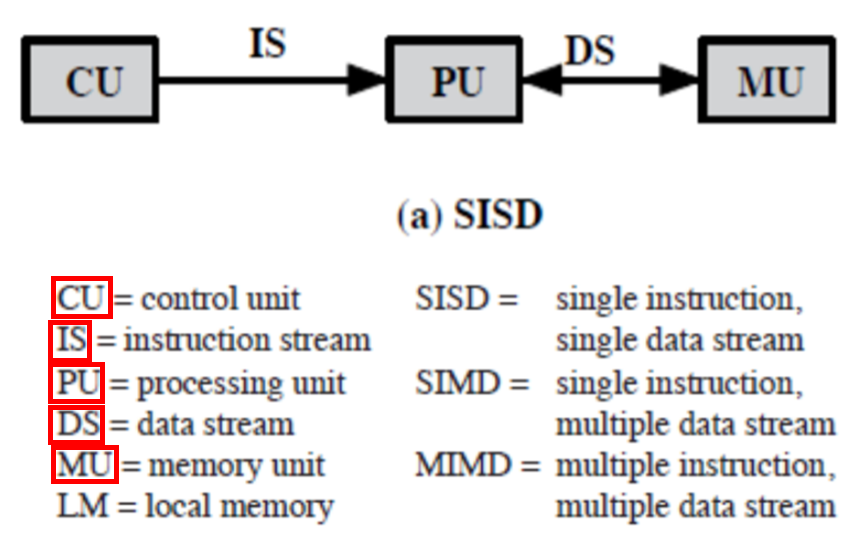 IS DS
CU PU MU
(a) SISD
CU = control unit SISD = single instruction,
IS = instruction stream single data stream
PU = processing unit SIMD = single instruction,
DS = data stream multiple data stream
MU = memory unit MIMD = multiple instruction,
LM = local memory multiple data stream